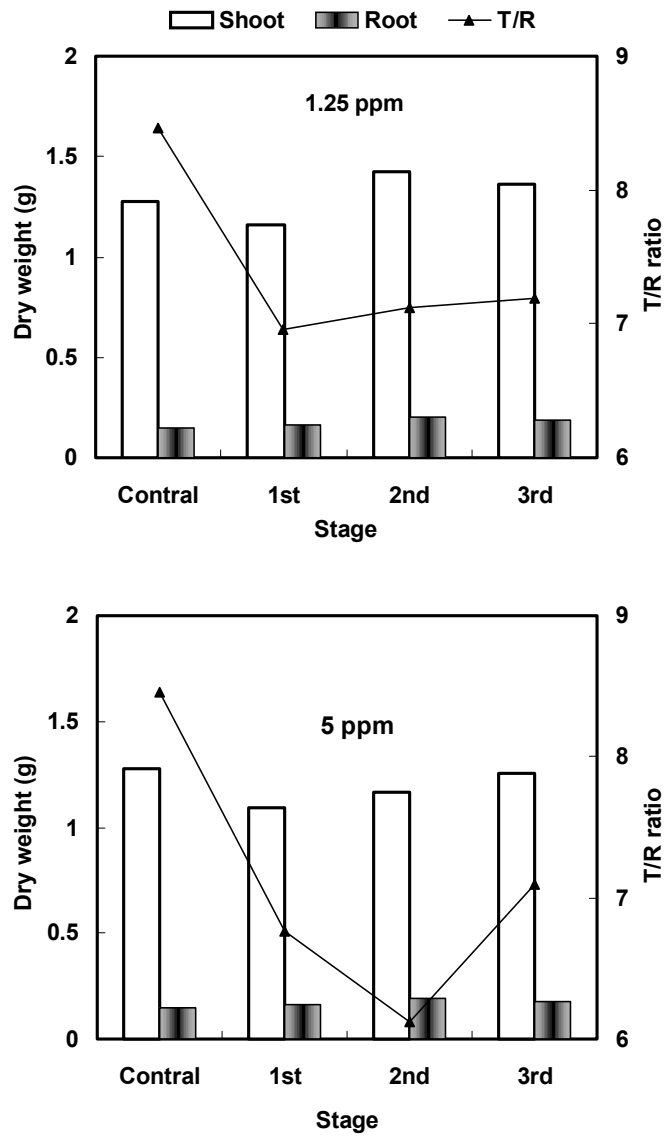 Shoot Root T/R
2 9
1.25 ppm
1.5 8
1 7
0.5
0 6
Dry weight (g)
T/R ratio
Contral 1st 2nd 3rd
Stage
2 9
5 ppm
1.5 8
1 7
0.5
0 6
Dry weight (g)
T/R ratio
Contral 1st 2nd 3rd
Stage